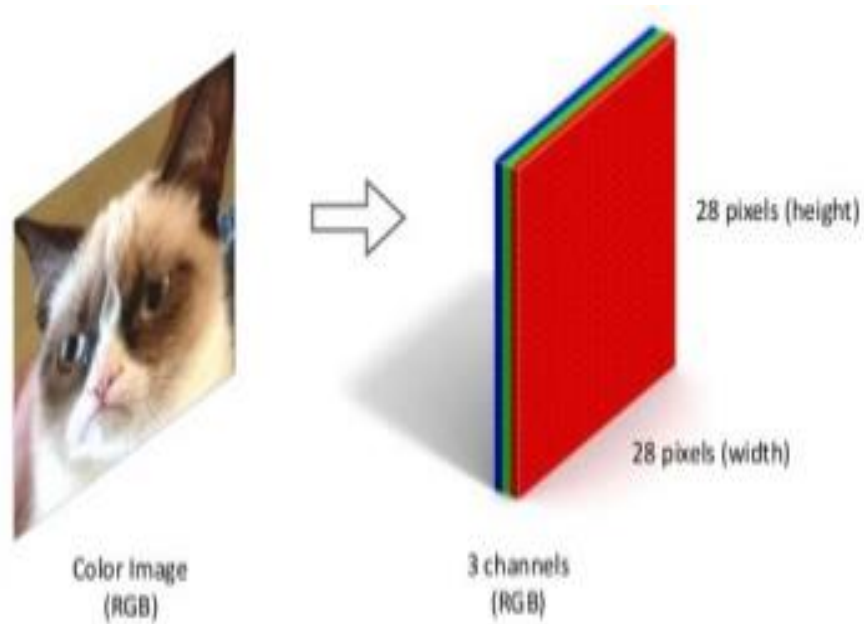 28 pixels (height)
28 pixels (width)
Color Image
(RGB)
3 channels
(RGB)